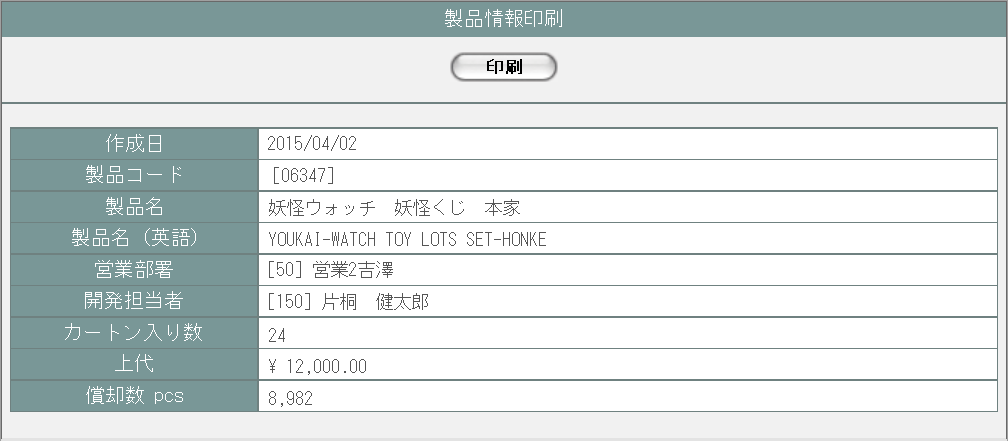 製品情報印刷
印刷
作成日 2015/04/02
製品コード [06347]
製品名 妖怪ウォッチ　妖怪くじ　本家
製品名（英語） YOUKAI-WATCH TOY LOTS SET-HONKE
営業部署 [50] 営業2吉澤
開発担当者 [150] 片桐　健太郎
カートン入り数 24
上代 ¥ 12,000.00
償却数 pcs 8,982